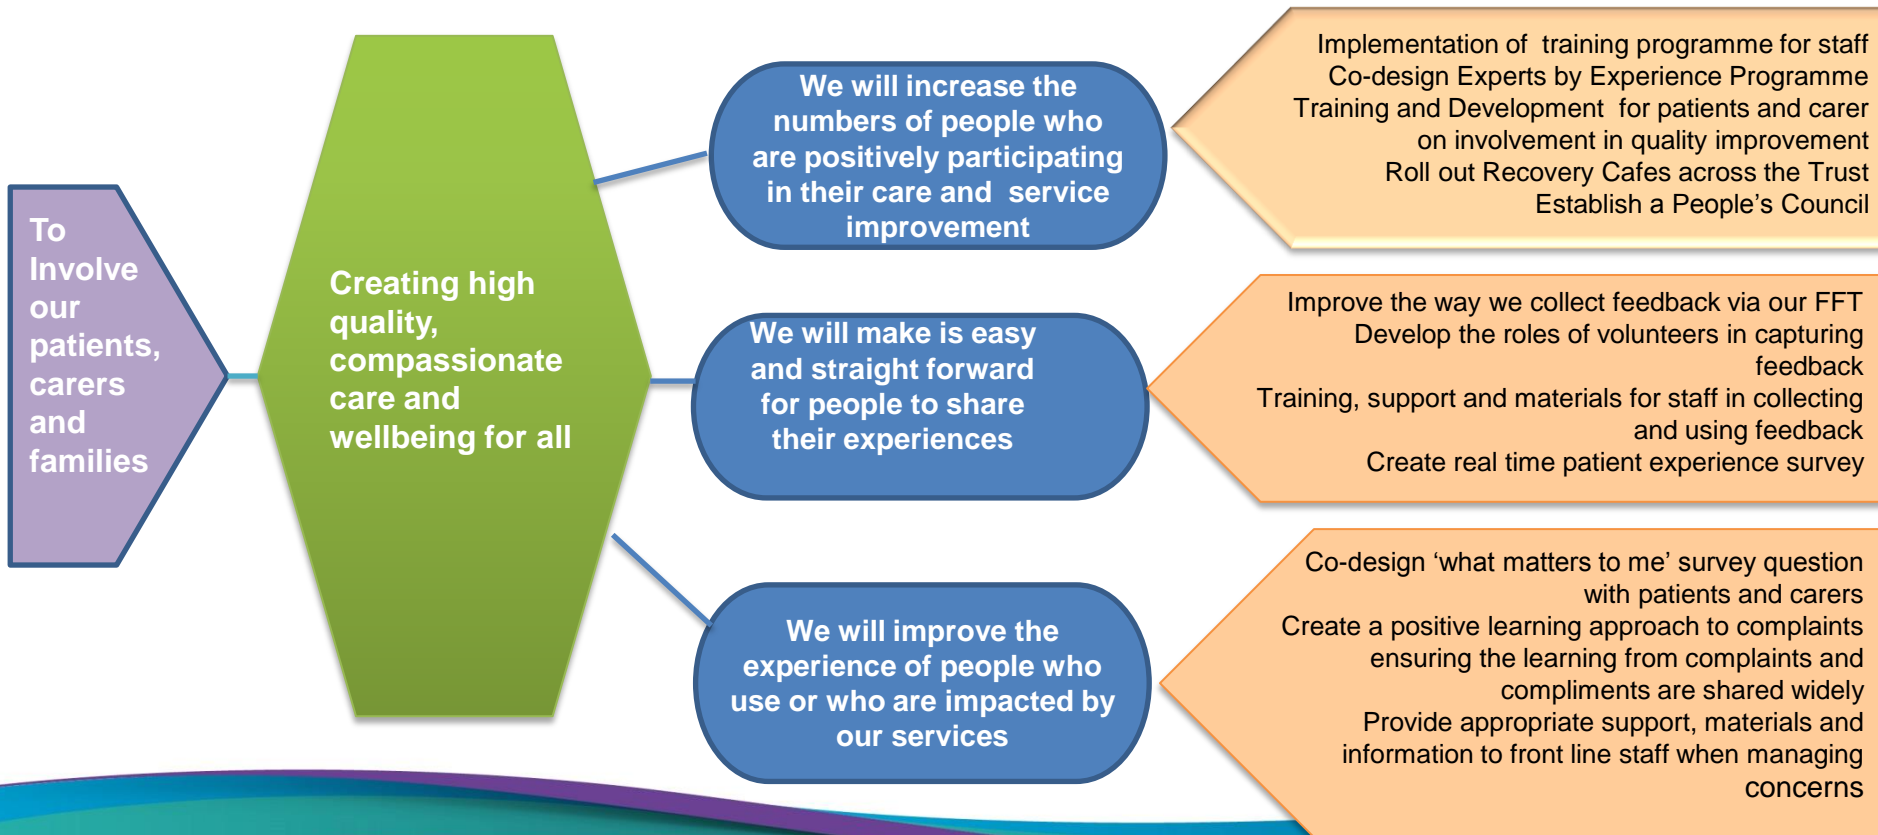 To
Involve
our
patients,
carers
and
families
Creating high
quality,
compassionate
care and
wellbeing for all
We will increase the
numbers of people who
are positively participating
in their care and service
improvement
Implementation of training programme for staff
Co-design Experts by Experience Programme
Training and Development for patients and carer
on involvement in quality improvement
Roll out Recovery Cafes across the Trust
Establish a People’s Council
We will make is easy
and straight forward
for people to share
their experiences
Improve the way we collect feedback via our FFT
Develop the roles of volunteers in capturing
feedback
Training, support and materials for staff in collecting
and using feedback
Create real time patient experience survey
We will improve the
experience of people who
use or who are impacted by
our services
Co-design ‘what matters to me’ survey question
with patients and carers
Create a positive learning approach to complaints
ensuring the learning from complaints and
compliments are shared widely
Provide appropriate support, materials and
information to front line staff when managing
concerns